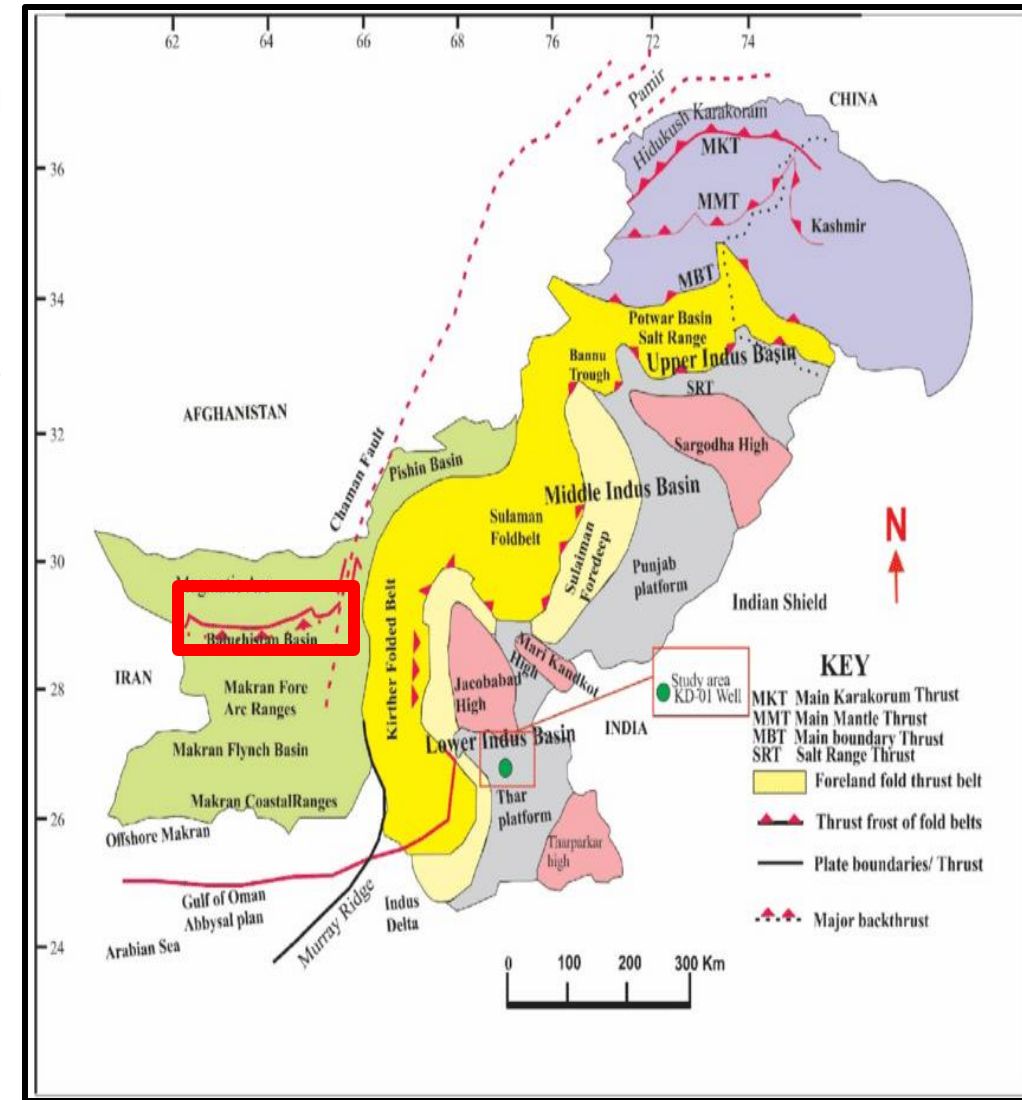 62 64 66 68 76 72 74
36
34
32
30
28
26
24
Pamir
CHINA
Hidukush Karakoram
MKT
MMT
Kashmir
MBT
Potwar Basin
Salt Range
Bannu
Trough
Upper Indus Basin
SRT
AFGHANISTAN
Sargodha High
Chaman Fault
Pishin Basin
Middle Indus Basin
Sulaman
Foldbelt
Sulaiman
Foredeep
Punjab
platform
N
Indian Shield
Baluchistan Basin
IRAN
Kirther Folded Belt
Makran Fore
Arc Ranges
Jacobabad
High
Mari Kandkot
High
Study area
KD-01 Well
INDIA
Makran Flynch Basin
Lower Indus Basin
Makran CoastalRanges
Thar
platform
Offshore Makran
Tharparkar
high
Gulf of Oman
Abbysal plan
Murray Ridge
Indus
Delta
Arabian Sea
KEY
MKT Main Karakorum Thrust
MMT Main Mantle Thrust
MBT Main boundary Thrust
SRT Salt Range Thrust
Foreland fold thrust belt
Thrust frost of fold belts
Plate boundaries/ Thrust
Major backthrust
0 100 200 300 Km